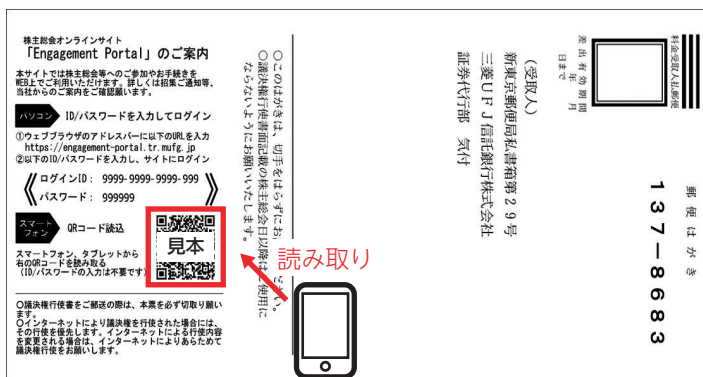 株主総会オンラインサイト
「Engagement Portal」のご案内
本サイトでは株主総会等へのご参加やお手続きを
WEB上でご利用いただけます。詳しくは招集ご通知等、
当社からのご案内をご確認願います。
パソコン ID/パスワードを入力してログイン
①ウェブブラウザのアドレスバーに以下のURLを入力
https://engagement-portal.tr.mufg.jp
②以下のID/パスワードを入力し、サイトにログイン
ログインID： 9999-9999-9999-999
パスワード： 999999
スマート
フォン
QRコード読込
スマートフォン、タブレットから
右のQRコードを読み取る
（ID/パスワードの入力は不要です）
見本
読み取り
○議決権行使書をご郵送の際は、本票を必ず切取り願い
ます。
○インターネットにより議決権を行使された場合には、
その行使を優先します。インターネットによる行使内容
を変更される場合は、インターネットによりあらためて
議決権行使をお願いします。
○このはがきは、切手をはらずにお
さい。
○議決権行使書面記載の株主総会日以降は
使用に
ならないようにお願いいたします。
料金受取人払郵便
差出有効期間
年 月
日まで
郵便はがき
137-8683
（受取人）
新東京郵便局私書箱第29号
三菱UFJ信託銀行株式会社
証券代行部 気付